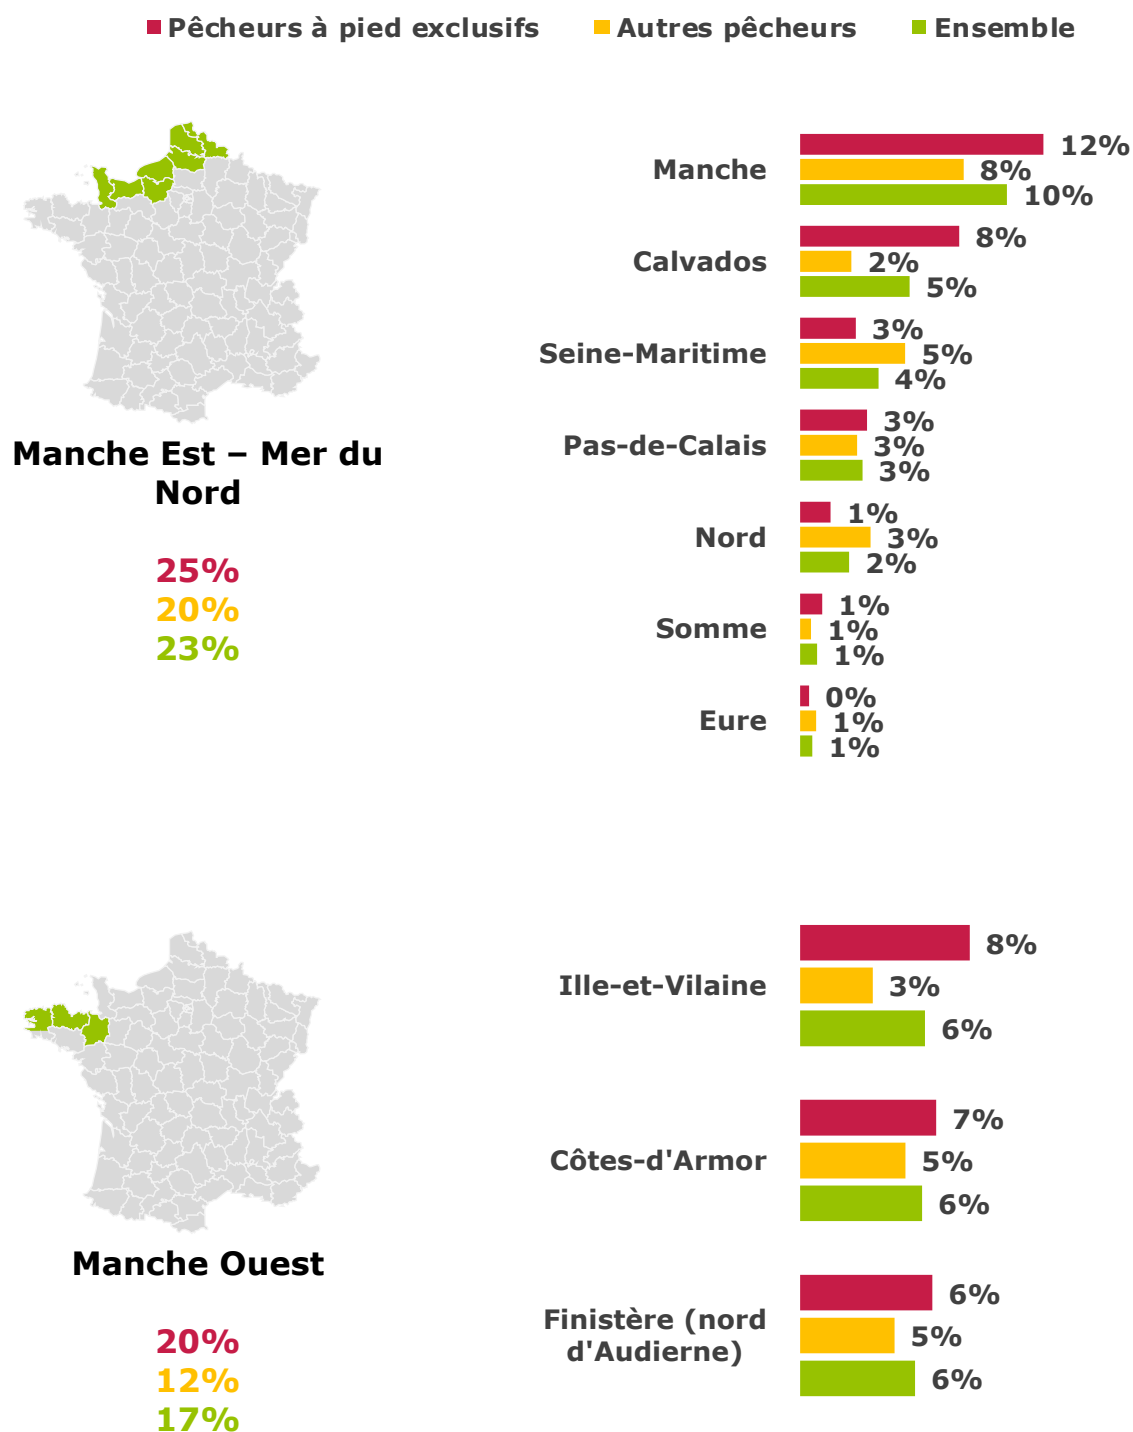 Pêcheurs à pied exclusifs Autres pêcheurs Ensemble
Manche Est – Mer du
Nord
25%
20%
23%
Manche
12%
8%
10%
Calvados
8%
2%
5%
Seine-Maritime
3%
5%
4%
Pas-de-Calais
3%
3%
3%
Nord
1%
3%
2%
Somme
1%
1%
1%
Eure
0%
1%
1%
Manche Ouest
20%
12%
17%
Ille-et-Vilaine
8%
3%
6%
Côtes-d'Armor
7%
5%
6%
Finistère (nord
d'Audierne)
6%
5%
6%